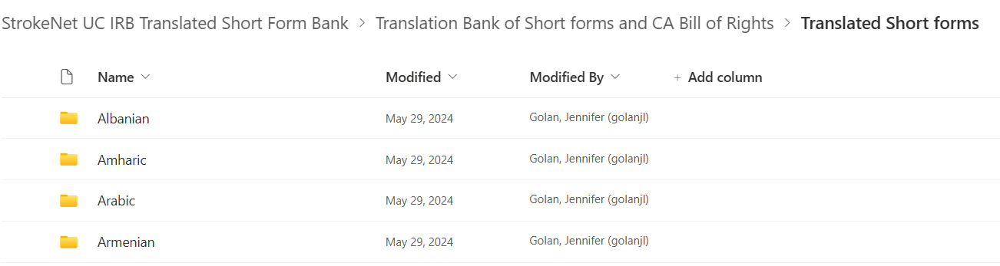 StrokeNet UC IRB Translated Short Form Bank > Translation Bank of Short forms and CA Bill of Rights > Translated Short forms
Name Modified Modified By + Add column
Albanian May 29, 2024 Golan, Jennifer (golanjl)
Amharic May 29, 2024 Golan, Jennifer (golanjl)
Arabic May 29, 2024 Golan, Jennifer (golanjl)
Armenian May 29, 2024 Golan, Jennifer (golanjl)